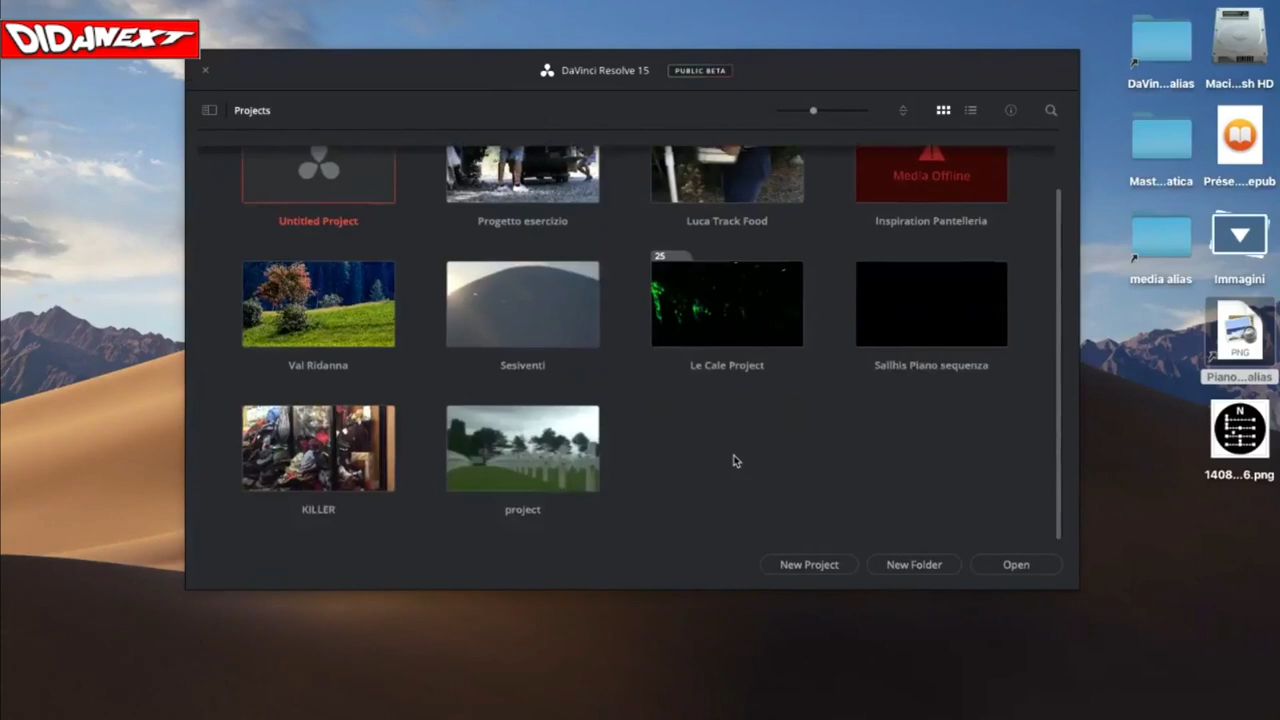 DIDANEXT
DaVinci Resolve 15 PUBLIC BETA
Projects
Media Offline
Untitled Project
Progetto esercizio
Luca Track Food
Inspiration Pantelleria
25
Val Ridanna
Sesiventi
Le Cale Project
Sallhis Piano sequenza
KILLER
project
New Project
New Folder
Open
DaVin...alias
Maci...sh HD
Mast...atica
Prése....epub
media alias
Immagini
PNG
Piano...alias
N
1408...6.png